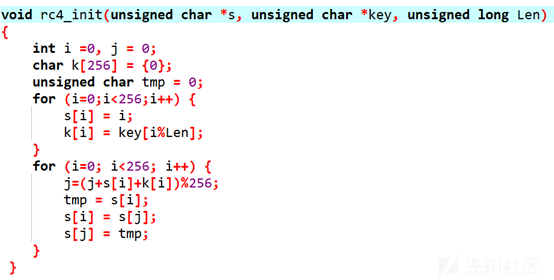 void rc4_init(unsigned char *s, unsigned char *key, unsigned long Len)
{
    int i =0, j = 0;
    char k[256] = {0};
    unsigned char tmp = 0;
    for (i=0;i<256;i++) {
        s[i] = i;
        k[i] = key[i%Len];
    }
    for (i=0; i<256; i++) {
        j=(j+s[i]+k[i])%256;
        tmp = s[i];
        s[i] = s[j];
        s[j] = tmp;
    }
}
先知社区